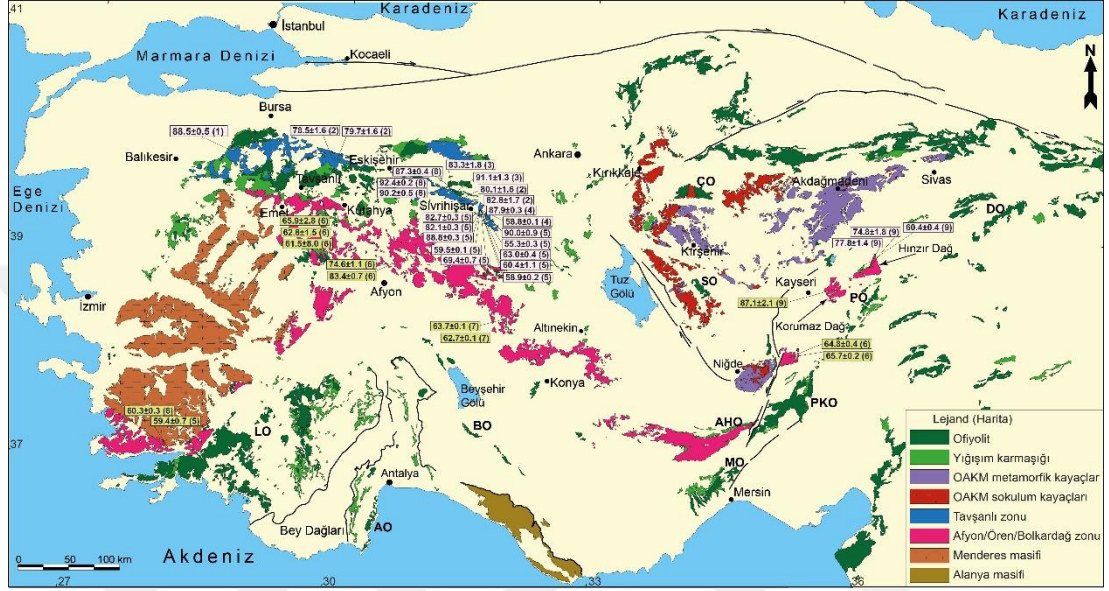 41
Karadeniz
Karadeniz
İstanbul
Marmara Denizi
Kocaeli
N
Bursa
88.5±0.5 (1)
78.5±1.6 (2)
79.7±1.6 (2)
Balıkesir
Eskişehir
Ankara
83.3±1.8 (3)
87.3±0.4 (8)
91.1±1.3 (3)
92.4±0.2 (8)
90.2±0.5 (8)
80.1±1.6 (2)
82.8±1.7 (2)
87.9±0.3 (4)
Tavşanlı
Kırıkkale
ÇO
Akdağmadeni
Sivas
Ege
Denizi
Emet
Kütahya
Sivrihisar
65.9±2.8 (6)
62.8±1.5 (6)
61.5±8.0 (6)
82.7±0.3 (5)
82.1±0.3 (5)
88.8±0.3 (5)
59.5±0.1 (5)
69.4±0.7 (5)
58.8±0.1 (4)
90.0±0.9 (5)
55.3±0.3 (5)
63.0±0.4 (5)
60.4±1.1 (5)
58.9±0.2 (5)
DO
74.8±1.8 (9)
60.4±0.4 (9)
77.8±1.4 (9)
Hınzır Dağ
39
39
Kırşehir
74.6±1.1 (6)
83.4±0.7 (6)
Afyon
Tuz
Gölü
SO
Kayseri
PO
87.1±2.1 (9)
Korumaz Dağ
İzmir
63.7±0.1 (7)
62.7±0.1 (7)
Altınekin
64.8±0.4 (6)
65.7±0.2 (6)
Niğde
Konya
Beyşehir
Gölü
60.3±0.3 (6)
59.4±0.7 (5)
LO
BO
AHO
PKO
37
37
MO
Antalya
Mersin
Bey Dağları
AO
Akdeniz
0 50 100 km
27
30
33
36
Lejand (Harita)
Ofiyolit
Yığışım karmaşığı
OAKM metamorfik kayaçlar
OAKM sokulum kayaçları
Tavşanlı zonu
Afyon/Ören/Bolkardağ zonu
Menderes masifi
Alanya masifi